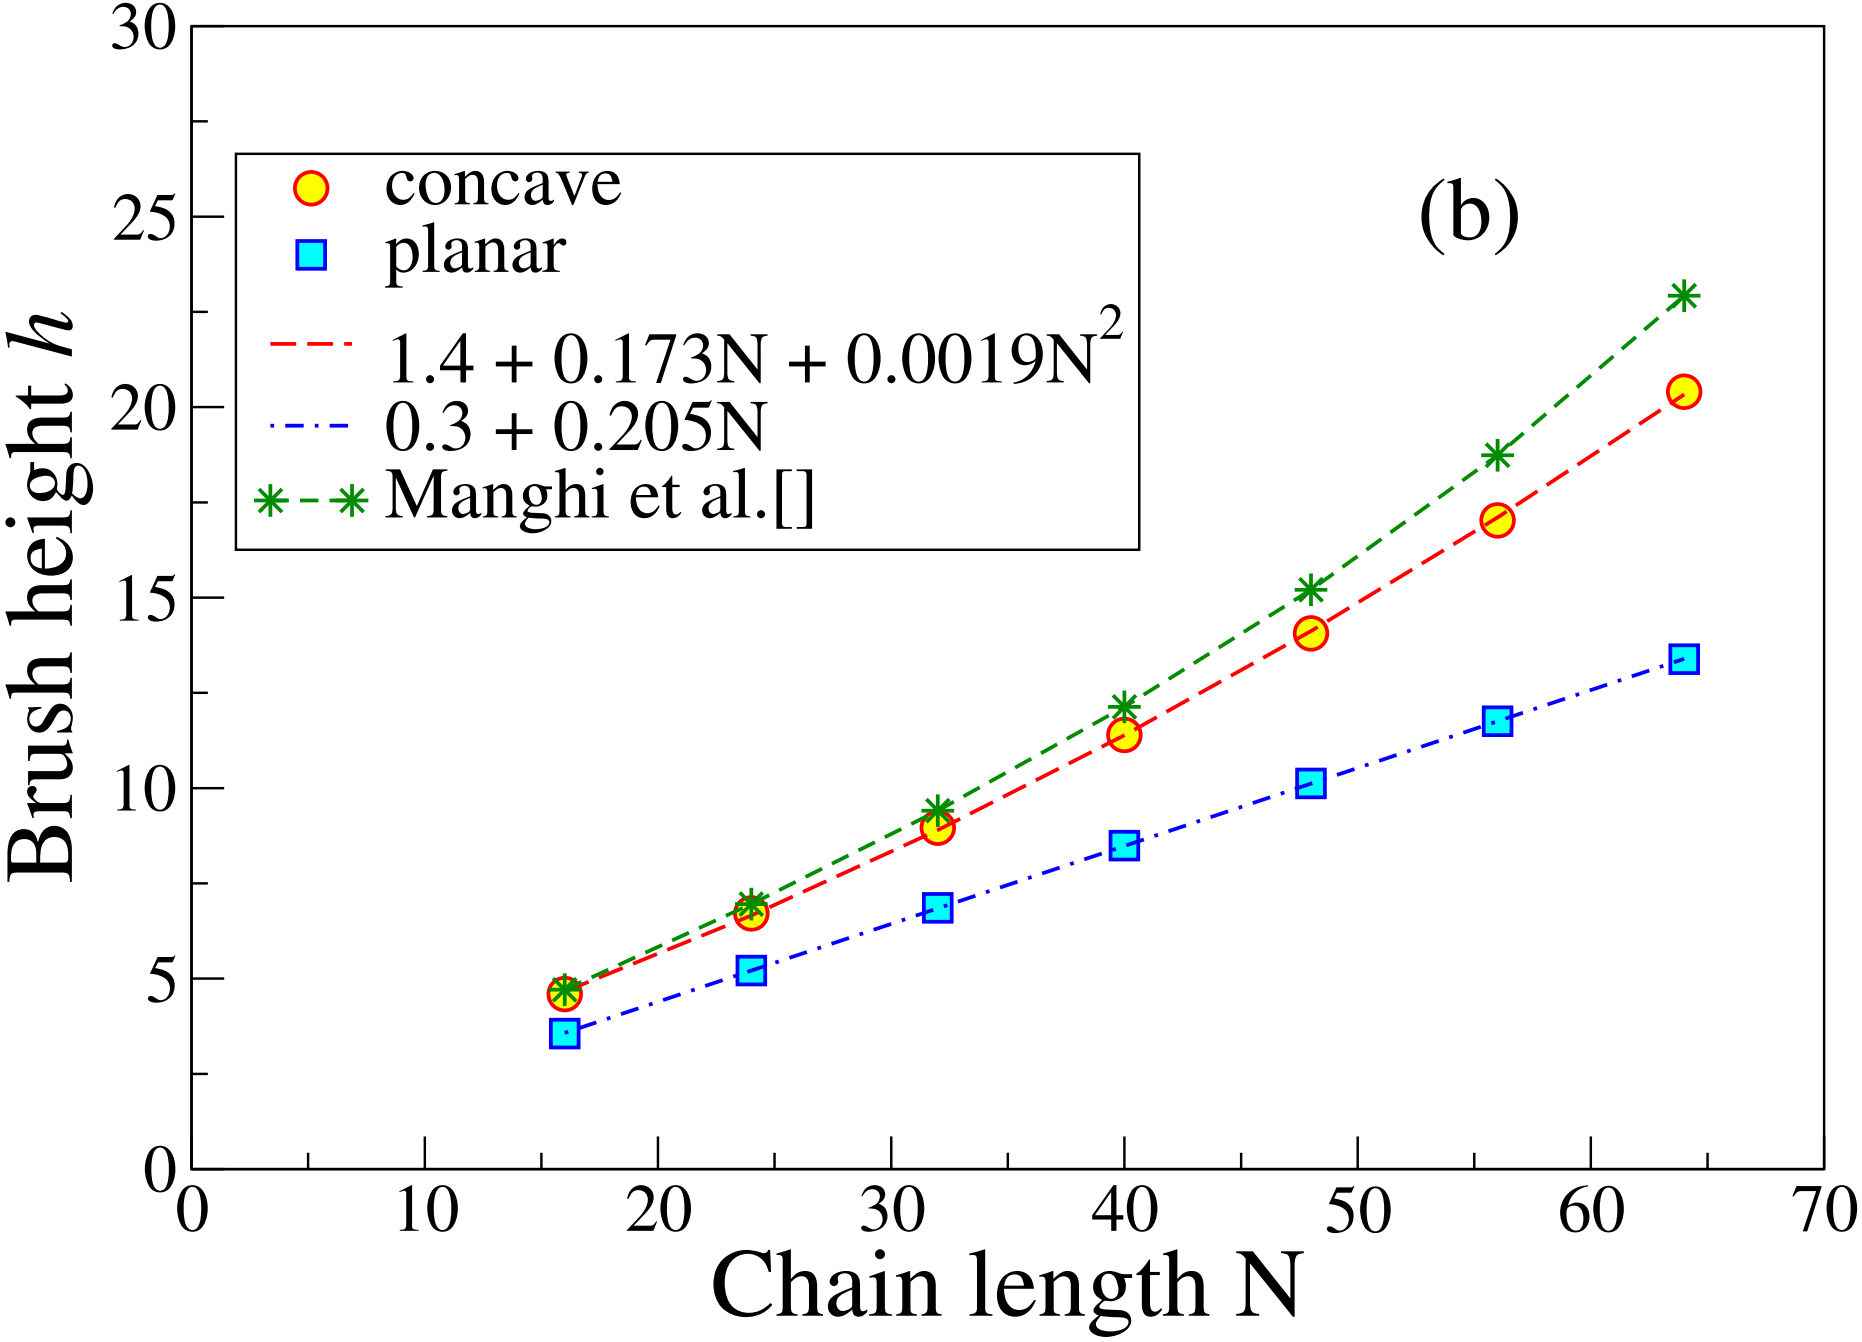 30
25
20
15
10
5
0
0 10 20 30 40 50 60 70
Brush height h
Chain length N
(b)
concave
planar
1.4 + 0.173N + 0.0019N²
0.3 + 0.205N
Manghi et al.[]